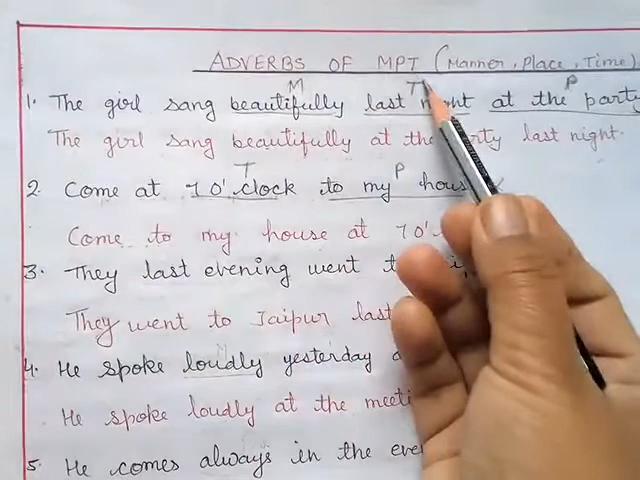 ADVERBS OF MPT (Manner, Place, Time)
M T P
1. The girl sang beautifully last night at the party
The girl sang beautifully at the party last night.
T P
2. Come at 7 O'clock to my house
Come to my house at 7 O'
3. They last evening went
They went to Jaipur last
M
4. He spoke loudly yesterday
He spoke loudly at the
5. He comes always in the